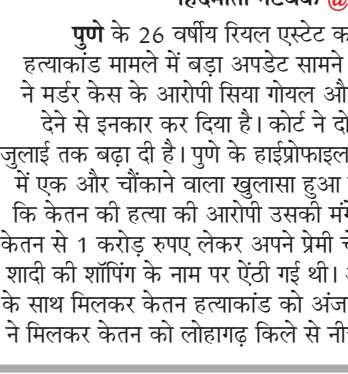 पुणे के 26 वर्षीय रियल एस्टेट क
हत्याकांड मामले में बड़ा अपडेट सामने
ने मर्डर केस के आरोपी सिया गोयल औ
देने से इनकार कर दिया है। कोर्ट ने दो
जुलाई तक बढ़ा दी है। पुणे के हाईप्रोफाइल
में एक और चौंकाने वाला खुलासा हुआ
कि केतन की हत्या की आरोपी उसकी मं
केतन से 1 करोड़ रुपए लेकर अपने प्रेमी चे
शादी की शॉपिंग के नाम पर ऐंठी गई थी।
के साथ मिलकर केतन हत्याकांड को अंज
ने मिलकर केतन को लोहागढ़ किले से नी